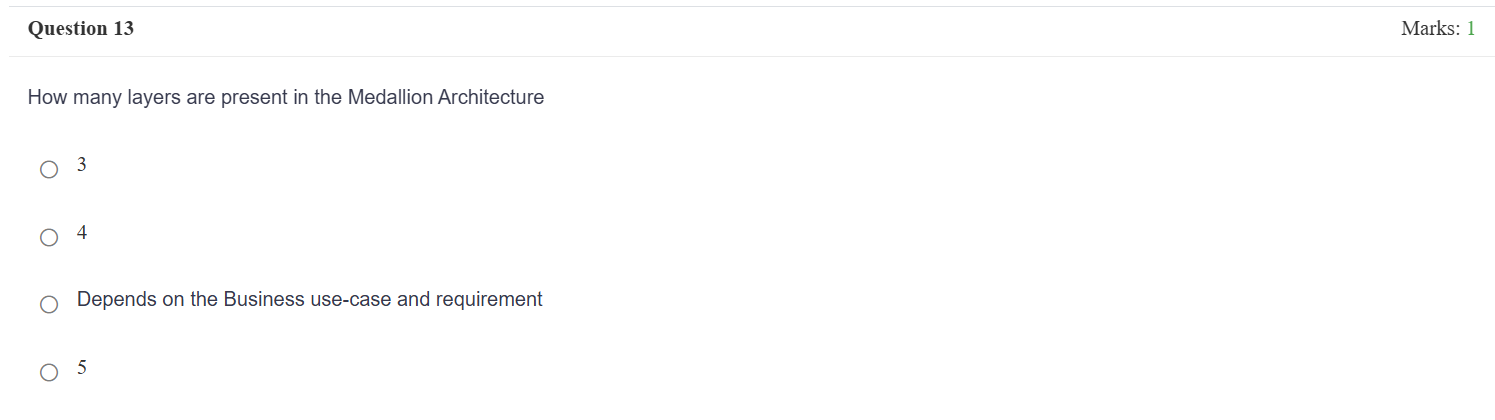 Question 13
Marks: 1
How many layers are present in the Medallion Architecture
3
4
Depends on the Business use-case and requirement
5